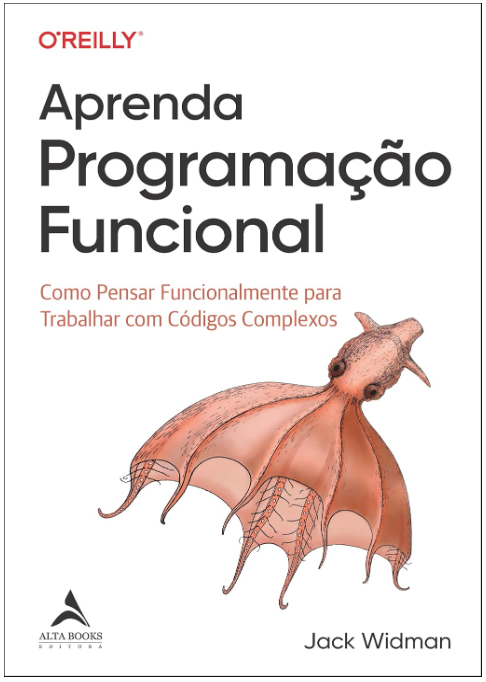 O'REILLY®
Aprenda
Programação
Funcional
Como Pensar Funcionalmente para
Trabalhar com Códigos Complexos
ALTA BOOKS
EDITORA
Jack Widman